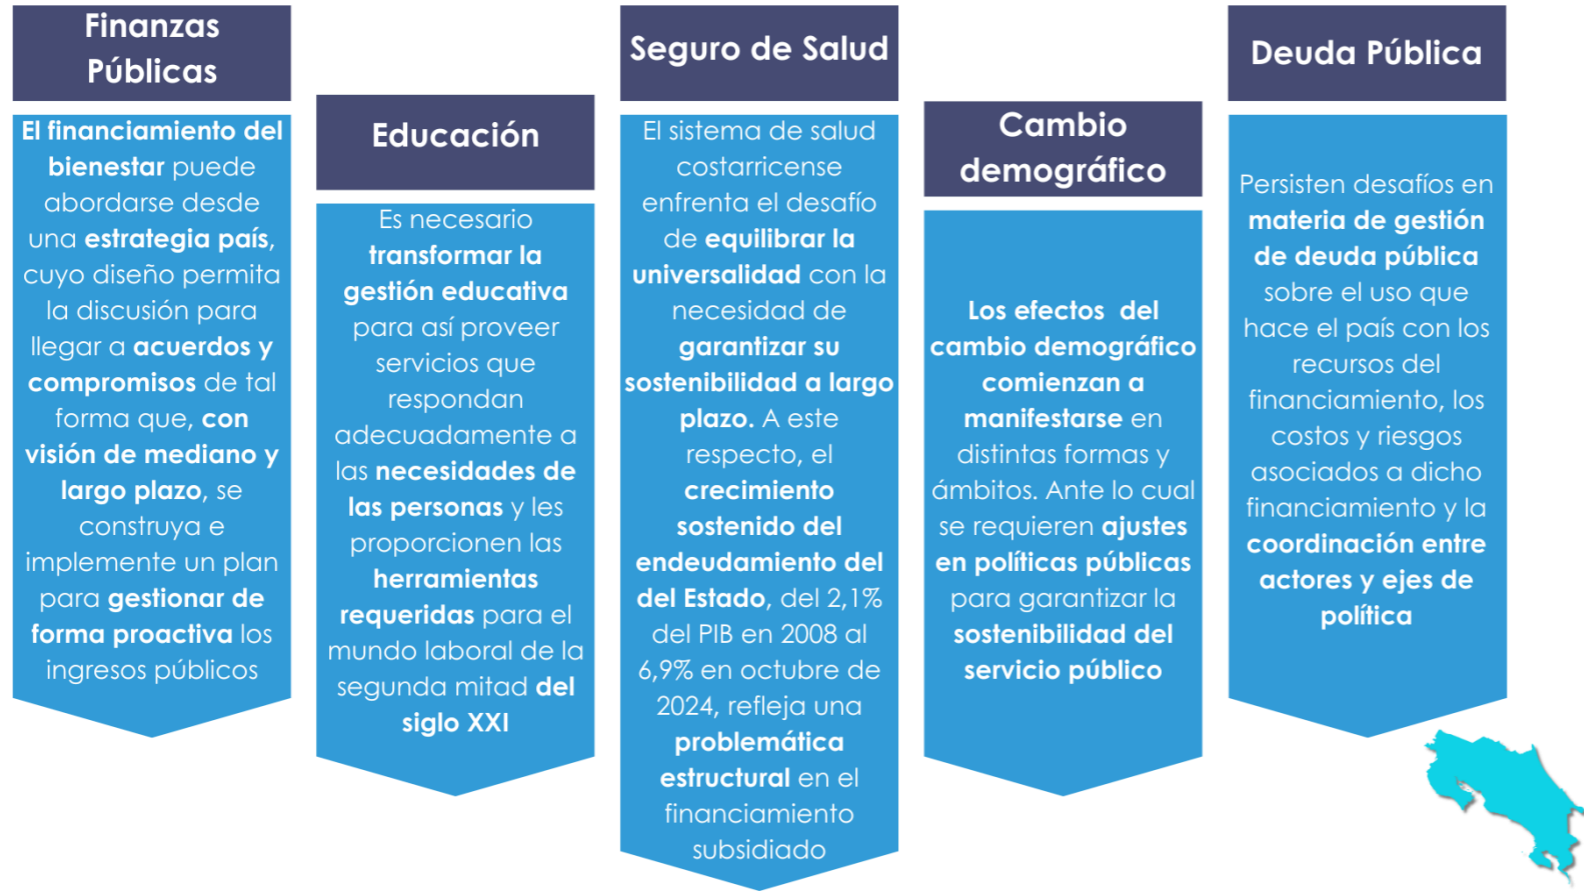 Finanzas
Públicas
El financiamiento del
bienestar puede
abordarse desde
una estrategia país,
cuyo diseño permita
la discusión para
llegar a acuerdos y
compromisos de tal
forma que, con
visión de mediano y
largo plazo, se
construya e
implemente un plan
para gestionar de
forma proactiva los
ingresos públicos
Educación
Es necesario
transformar la
gestión educativa
para así proveer
servicios que
respondan
adecuadamente a
las necesidades de
las personas y les
proporcionen las
herramientas
requeridas para el
mundo laboral de la
segunda mitad del
siglo XXI
Seguro de Salud
El sistema de salud
costarricense
enfrenta el desafío
de equilibrar la
universalidad con la
necesidad de
garantizar su
sostenibilidad a largo
plazo. A este
respecto, el
crecimiento
sostenido del
endeudamiento del
del Estado, del 2,1%
del PIB en 2008 al
6,9% en octubre de
2024, refleja una
problemática
estructural en el
financiamiento
subsidiado
Cambio
demográfico
Los efectos del
cambio demográfico
comienzan a
manifestarse en
distintas formas y
ámbitos. Ante lo cual
se requieren ajustes
en políticas públicas
para garantizar la
sostenibilidad del
servicio público
Deuda Pública
Persisten desafíos en
materia de gestión
de deuda pública
sobre el uso que
hace el país con los
recursos del
financiamiento, los
costos y riesgos
asociados a dicho
financiamiento y la
coordinación entre
actores y ejes de
política